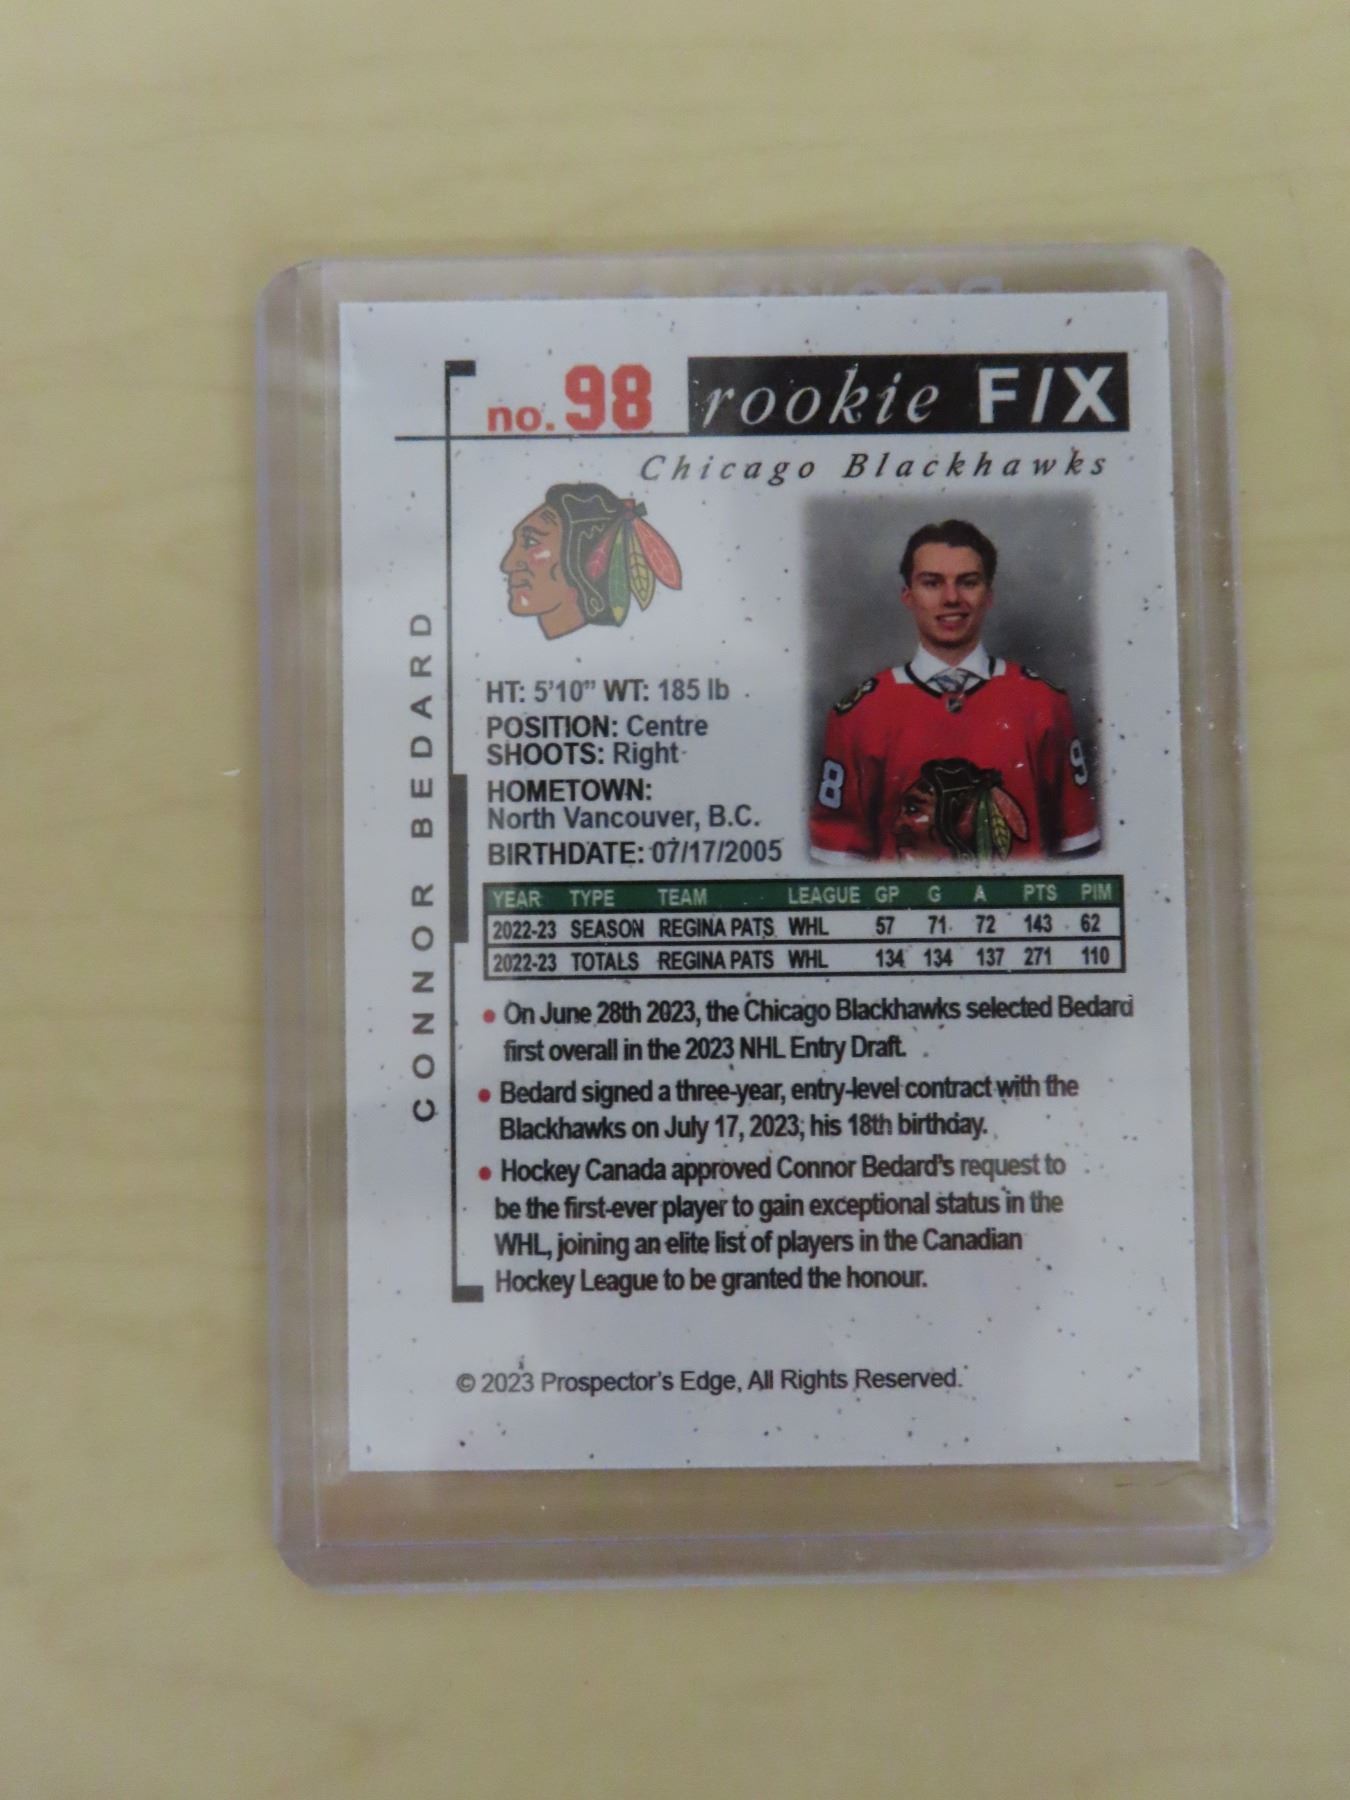 no. 98 rookie F/X
Chicago Blackhawks
CONNOR BEDARD
HT: 5'10" WT: 185 lb
POSITION: Centre
SHOOTS: Right
HOMETOWN:
North Vancouver, B.C.
BIRTHDATE: 07/17/2005
98
YEAR TYPE TEAM LEAGUE GP G A PTS PIM
2022-23 SEASON REGINA PATS WHL 57 71 72 143 62
2022-23 TOTALS REGINA PATS WHL 134 134 137 271 110
• On June 28th 2023, the Chicago Blackhawks selected Bedard
first overall in the 2023 NHL Entry Draft.
• Bedard signed a three-year, entry-level contract with the
Blackhawks on July 17, 2023; his 18th birthday.
• Hockey Canada approved Connor Bedard's request to
be the first-ever player to gain exceptional status in the
WHL, joining an elite list of players in the Canadian
Hockey League to be granted the honour.
© 2023 Prospector's Edge, All Rights Reserved.